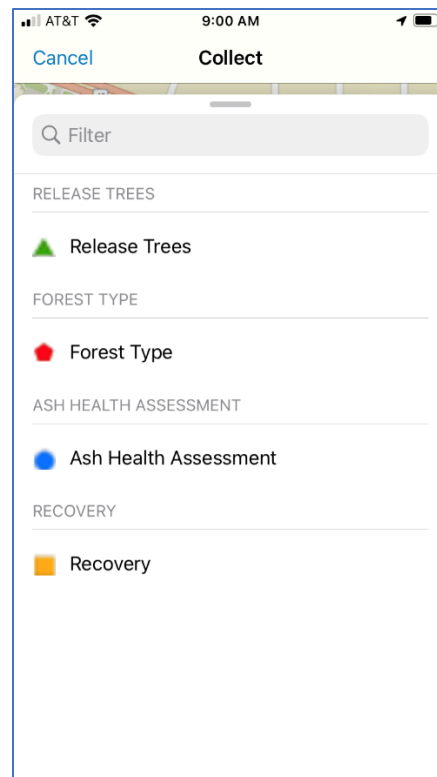 AT&T 9:00 AM
Cancel Collect
Filter
RELEASE TREES
Release Trees
FOREST TYPE
Forest Type
ASH HEALTH ASSESSMENT
Ash Health Assessment
RECOVERY
Recovery